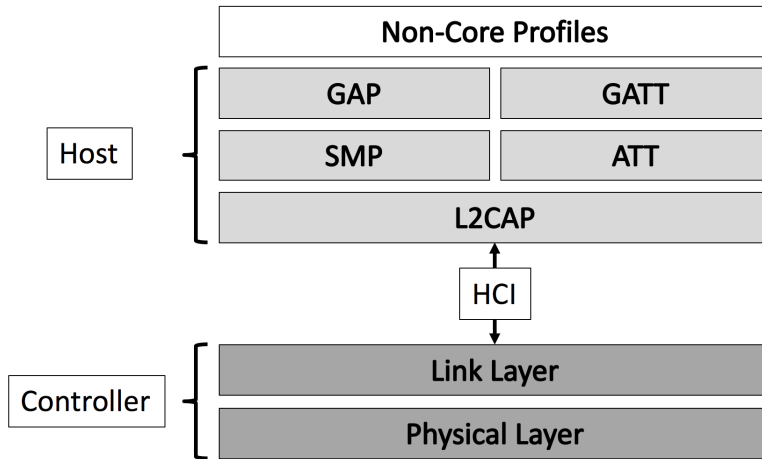 Non-Core Profiles
GAP
GATT
Host
SMP
ATT
L2CAP
HCI
Link Layer
Controller
Physical Layer